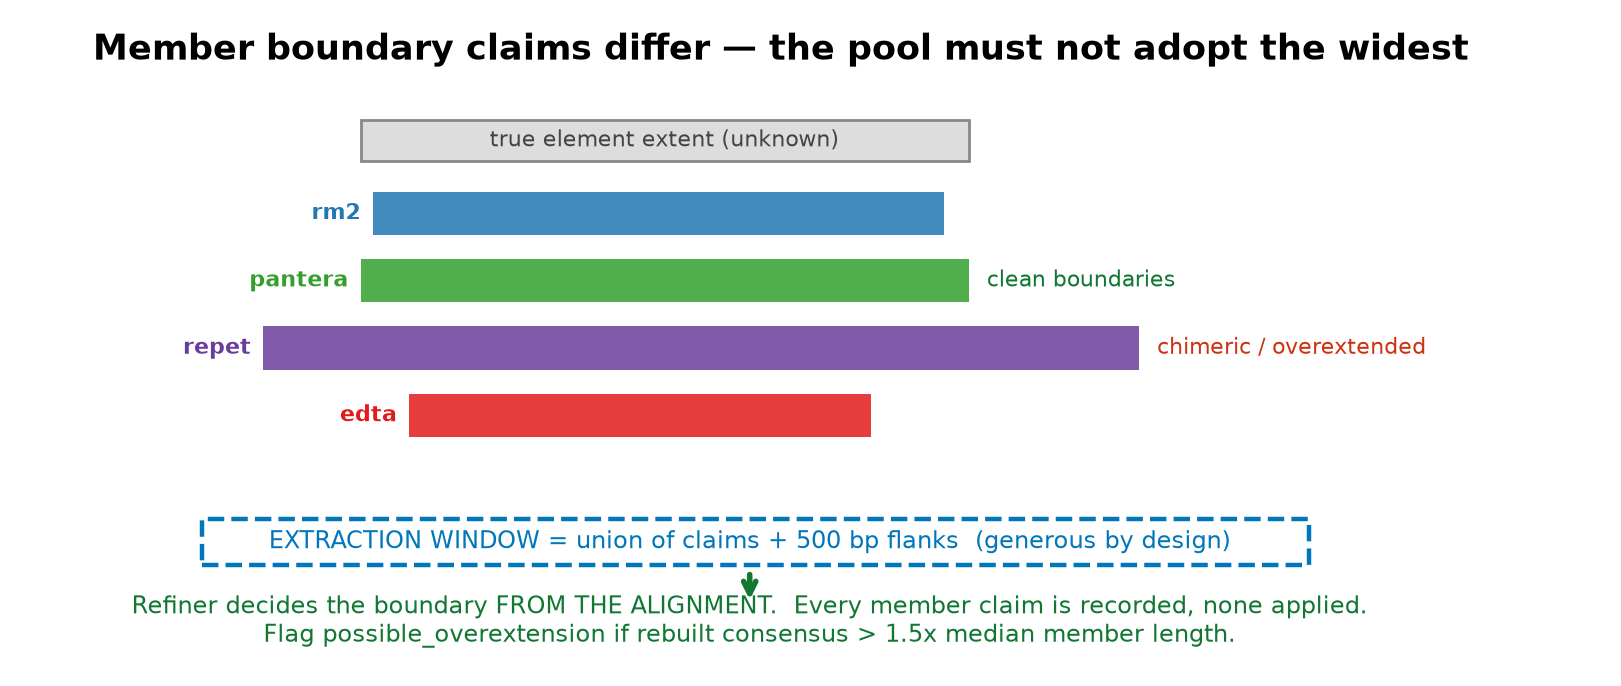 Member boundary claims differ — the pool must not adopt the widest
true element extent (unknown)
rm2
pantera
clean boundaries
repet
chimeric / overextended
edta
EXTRACTION WINDOW = union of claims + 500 bp flanks  (generous by design)
Refiner decides the boundary FROM THE ALIGNMENT.  Every member claim is recorded, none applied.
Flag possible_overextension if rebuilt consensus > 1.5x median member length.